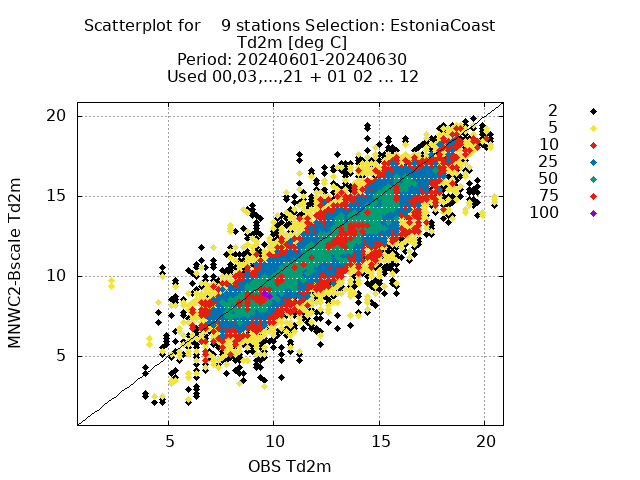 Scatterplot for 9 stations Selection: EstoniaCoast
Td2m [deg C]
Period: 20240601-20240630
Used 00,03,...,21 + 01 02 ... 12
MNWC2-Bscale Td2m
20
15
10
5
5 10 15 20
OBS Td2m
2
5
10
25
50
75
100